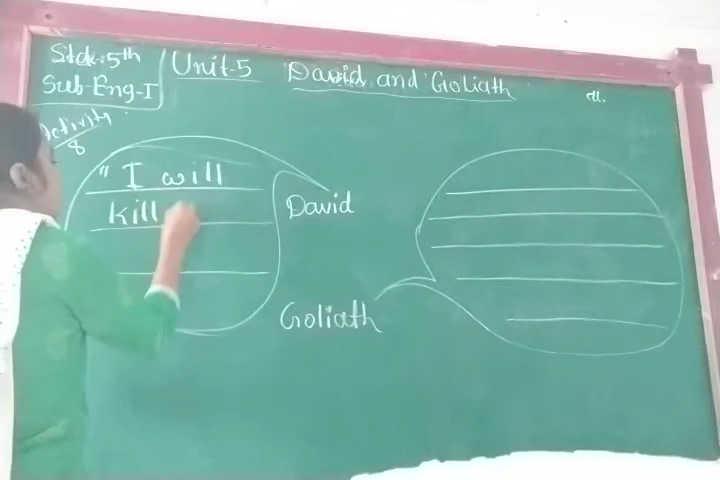 Std:-5th
Sub-Eng-I
Unit-5 David and Goliath
Activity
8
" I will
kill
David
Goliath